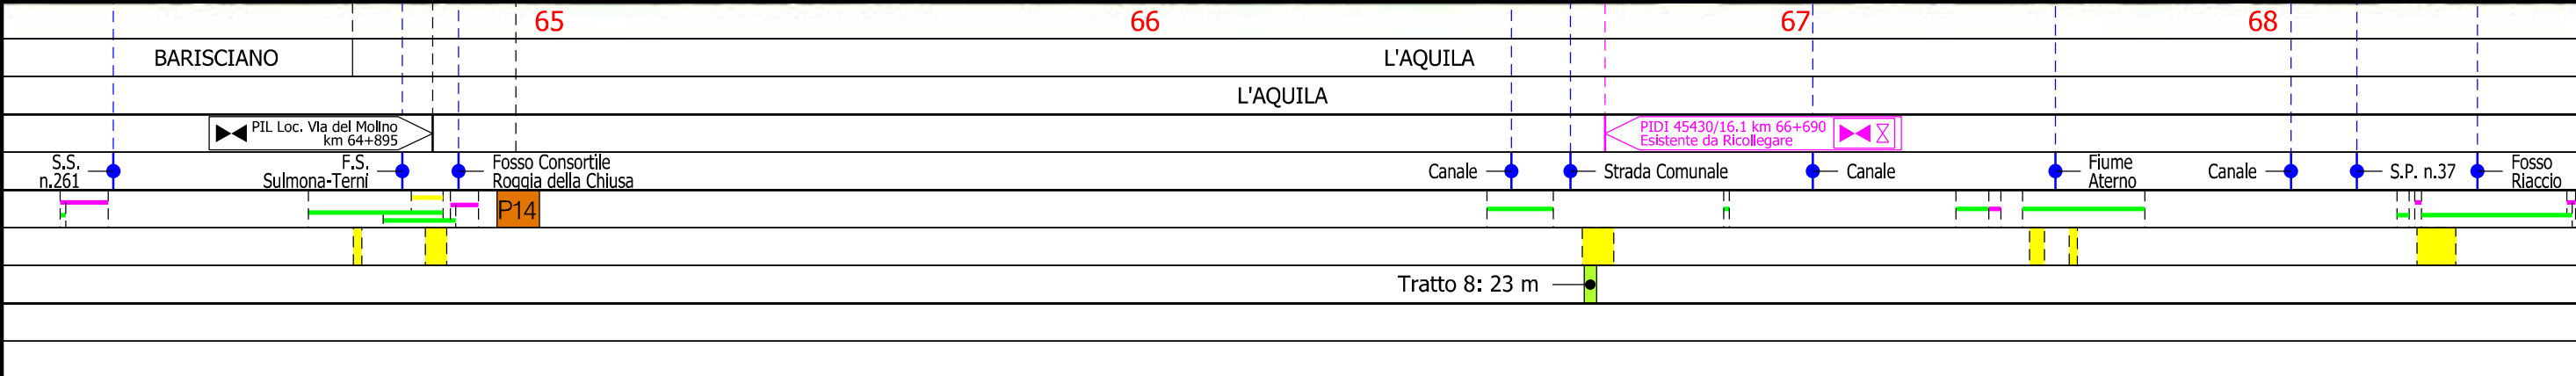 65
66
67
68
BARISCIANO
L'AQUILA
L'AQUILA
PIL Loc. VIa del Molino
km 64+895
PIDI 45430/16.1 km 66+690
Esistente da Ricollegare
S.S.
n.261
F.S.
Sulmona-Terni
Fosso Consortile
Roggia della Chiusa
Canale
Strada Comunale
Canale
Fiume
Aterno
Canale
S.P. n.37
Fosso
Riaccio
P14
Tratto 8: 23 m